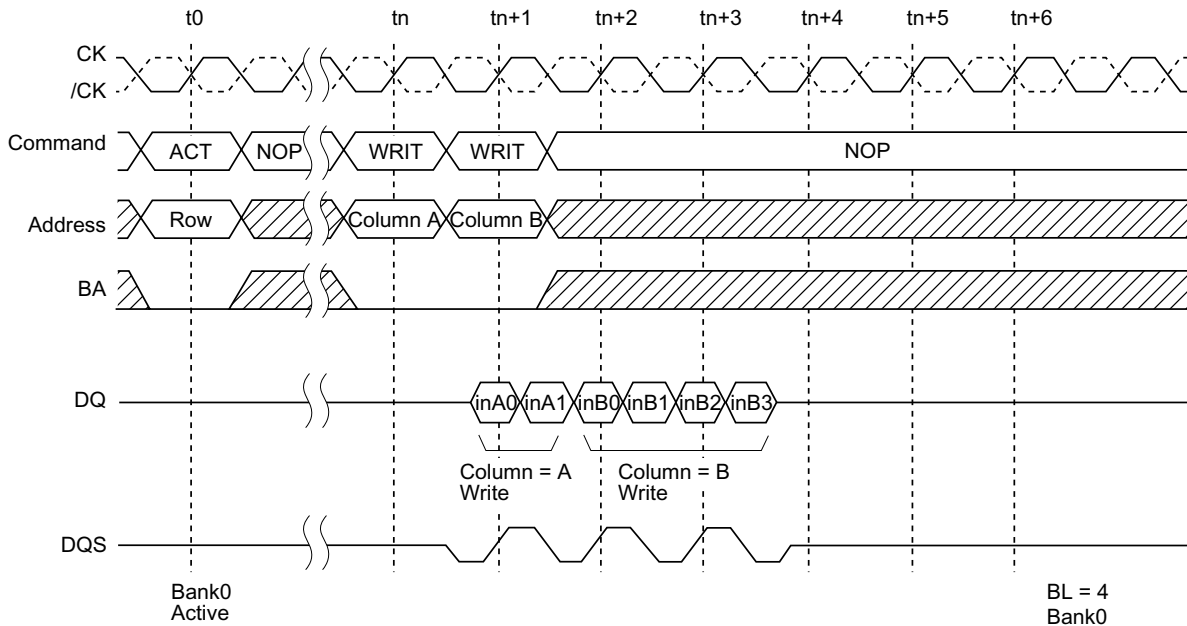 t0 tn tn+1 tn+2 tn+3 tn+4 tn+5 tn+6
CK
/CK
Command ACT NOP WRIT WRIT NOP
Address Row Column A Column B
BA
DQ inA0 inA1 inB0 inB1 inB2 inB3
Column = A Column = B
Write Write
DQS
Bank0 BL = 4
Active Bank0